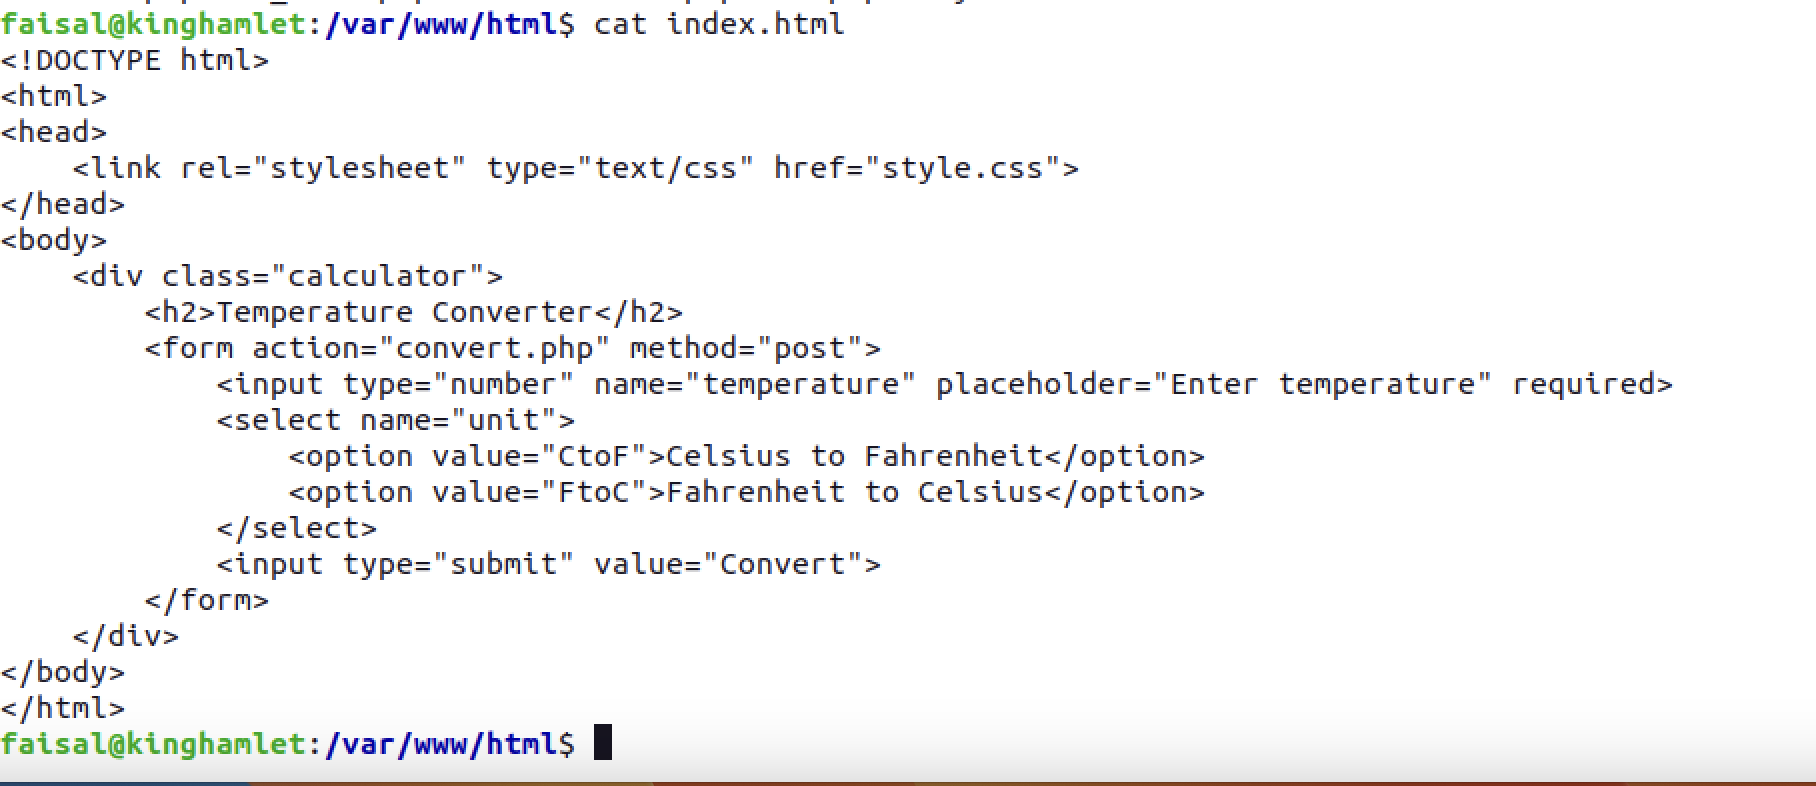 faisal@kinghamlet:/var/www/html$ cat index.html
<!DOCTYPE html>
<html>
<head>
    <link rel="stylesheet" type="text/css" href="style.css">
</head>
<body>
    <div class="calculator">
        <h2>Temperature Converter</h2>
        <form action="convert.php" method="post">
            <input type="number" name="temperature" placeholder="Enter temperature" required>
            <select name="unit">
                <option value="CtoF">Celsius to Fahrenheit</option>
                <option value="FtoC">Fahrenheit to Celsius</option>
            </select>
            <input type="submit" value="Convert">
        </form>
    </div>
</body>
</html>
faisal@kinghamlet:/var/www/html$